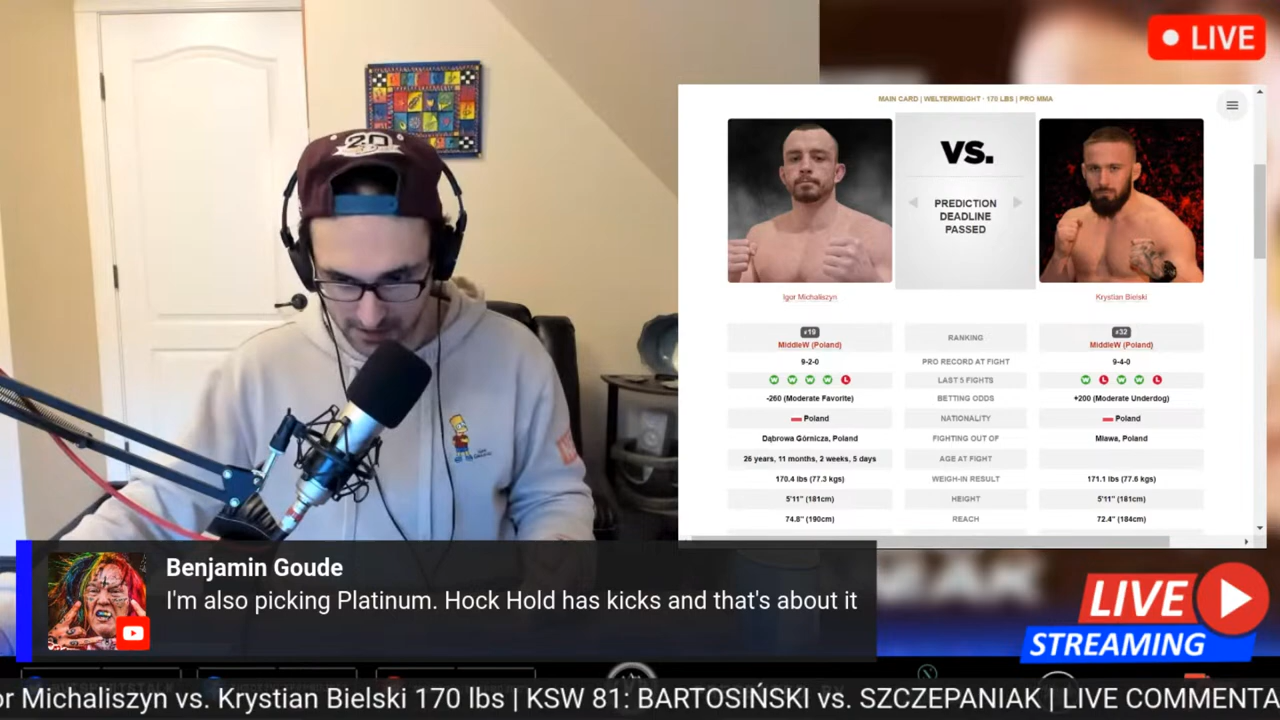 LIVE
MAIN CARD | WELTERWEIGHT · 170 LBS | PRO MMA
20
VS.
PREDICTION
DEADLINE
PASSED
Igor Michaliszyn
Krystian Bielski
#19
MiddleW (Poland)
RANKING
#32
MiddleW (Poland)
9-2-0
PRO RECORD AT FIGHT
9-4-0
W W W W L
LAST 5 FIGHTS
W L W W L
-260 (Moderate Favorite)
BETTING ODDS
+200 (Moderate Underdog)
Poland
NATIONALITY
Poland
Dąbrowa Górnicza, Poland
FIGHTING OUT OF
Mława, Poland
26 years, 11 months, 2 weeks, 5 days
AGE AT FIGHT
170.4 lbs (77.3 kgs)
WEIGH-IN RESULT
171.1 lbs (77.6 kgs)
5'11" (181cm)
HEIGHT
5'11" (181cm)
74.8" (190cm)
REACH
72.4" (184cm)
Benjamin Goude
I'm also picking Platinum. Hock Hold has kicks and that's about it
LIVE
STREAMING
or Michaliszyn vs. Krystian Bielski 170 lbs | KSW 81: BARTOSIŃSKI vs. SZCZEPANIAK | LIVE COMMENTA